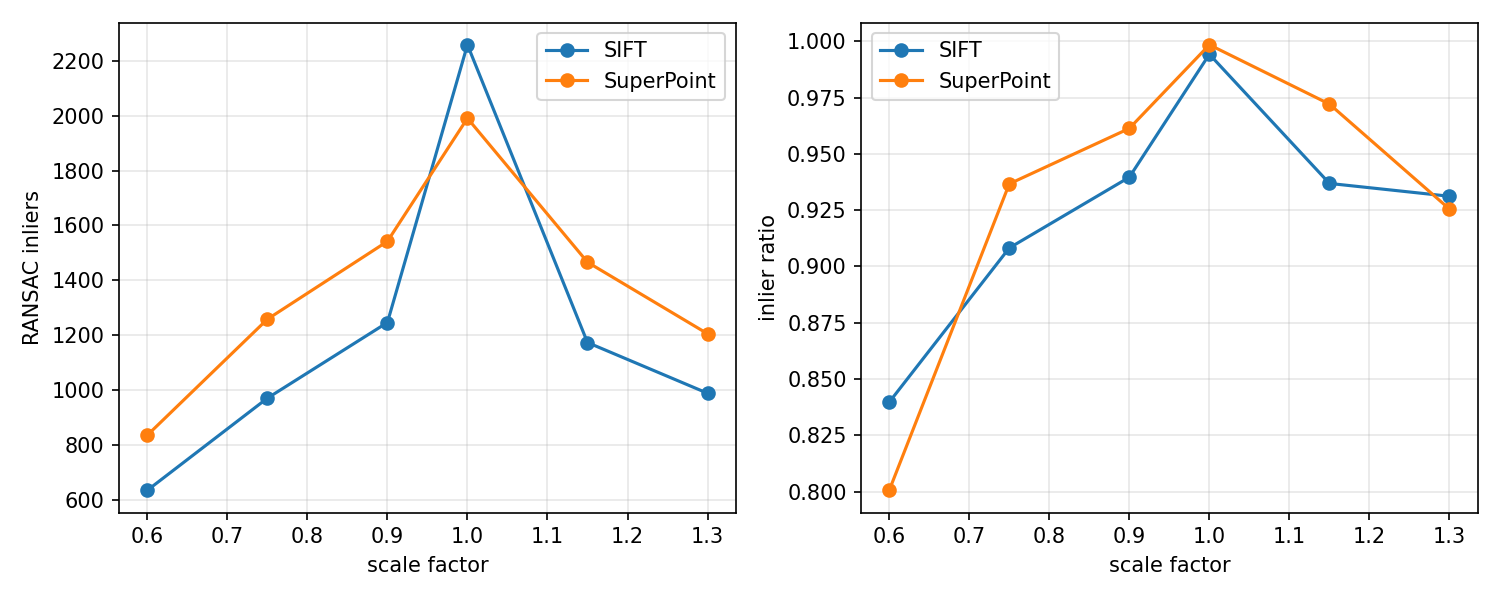 RANSAC inliers
2200
2000
1800
1600
1400
1200
1000
800
600
0.6 0.7 0.8 0.9 1.0 1.1 1.2 1.3
scale factor
SIFT
SuperPoint
inlier ratio
1.000
0.975
0.950
0.925
0.900
0.875
0.850
0.825
0.800
0.6 0.7 0.8 0.9 1.0 1.1 1.2 1.3
scale factor
SIFT
SuperPoint